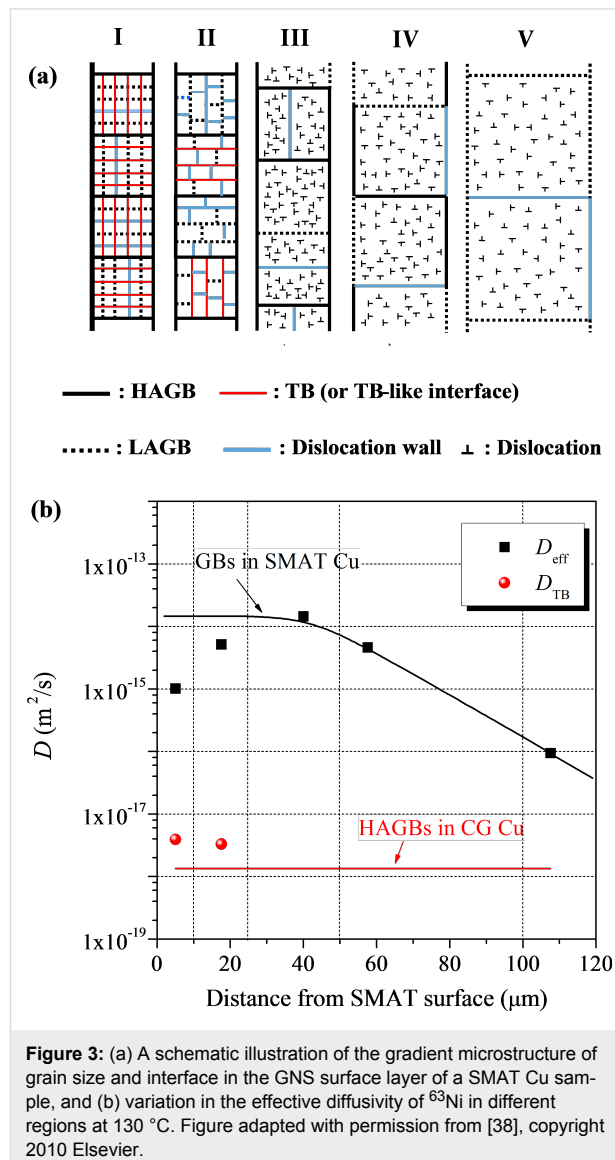 I II III IV V
(a)
: HAGB : TB (or TB-like interface)
: LAGB : Dislocation wall : Dislocation
(b)
1x10⁻¹³
1x10⁻¹⁵
1x10⁻¹⁷
1x10⁻¹⁹
D (m²/s)
GBs in SMAT Cu
D_eff
D_TB
HAGBs in CG Cu
0 20 40 60 80 100 120
Distance from SMAT surface (μm)
Figure 3: (a) A schematic illustration of the gradient microstructure of
grain size and interface in the GNS surface layer of a SMAT Cu sam-
ple, and (b) variation in the effective diffusivity of ⁶³Ni in different
regions at 130 °C. Figure adapted with permission from [38], copyright
2010 Elsevier.